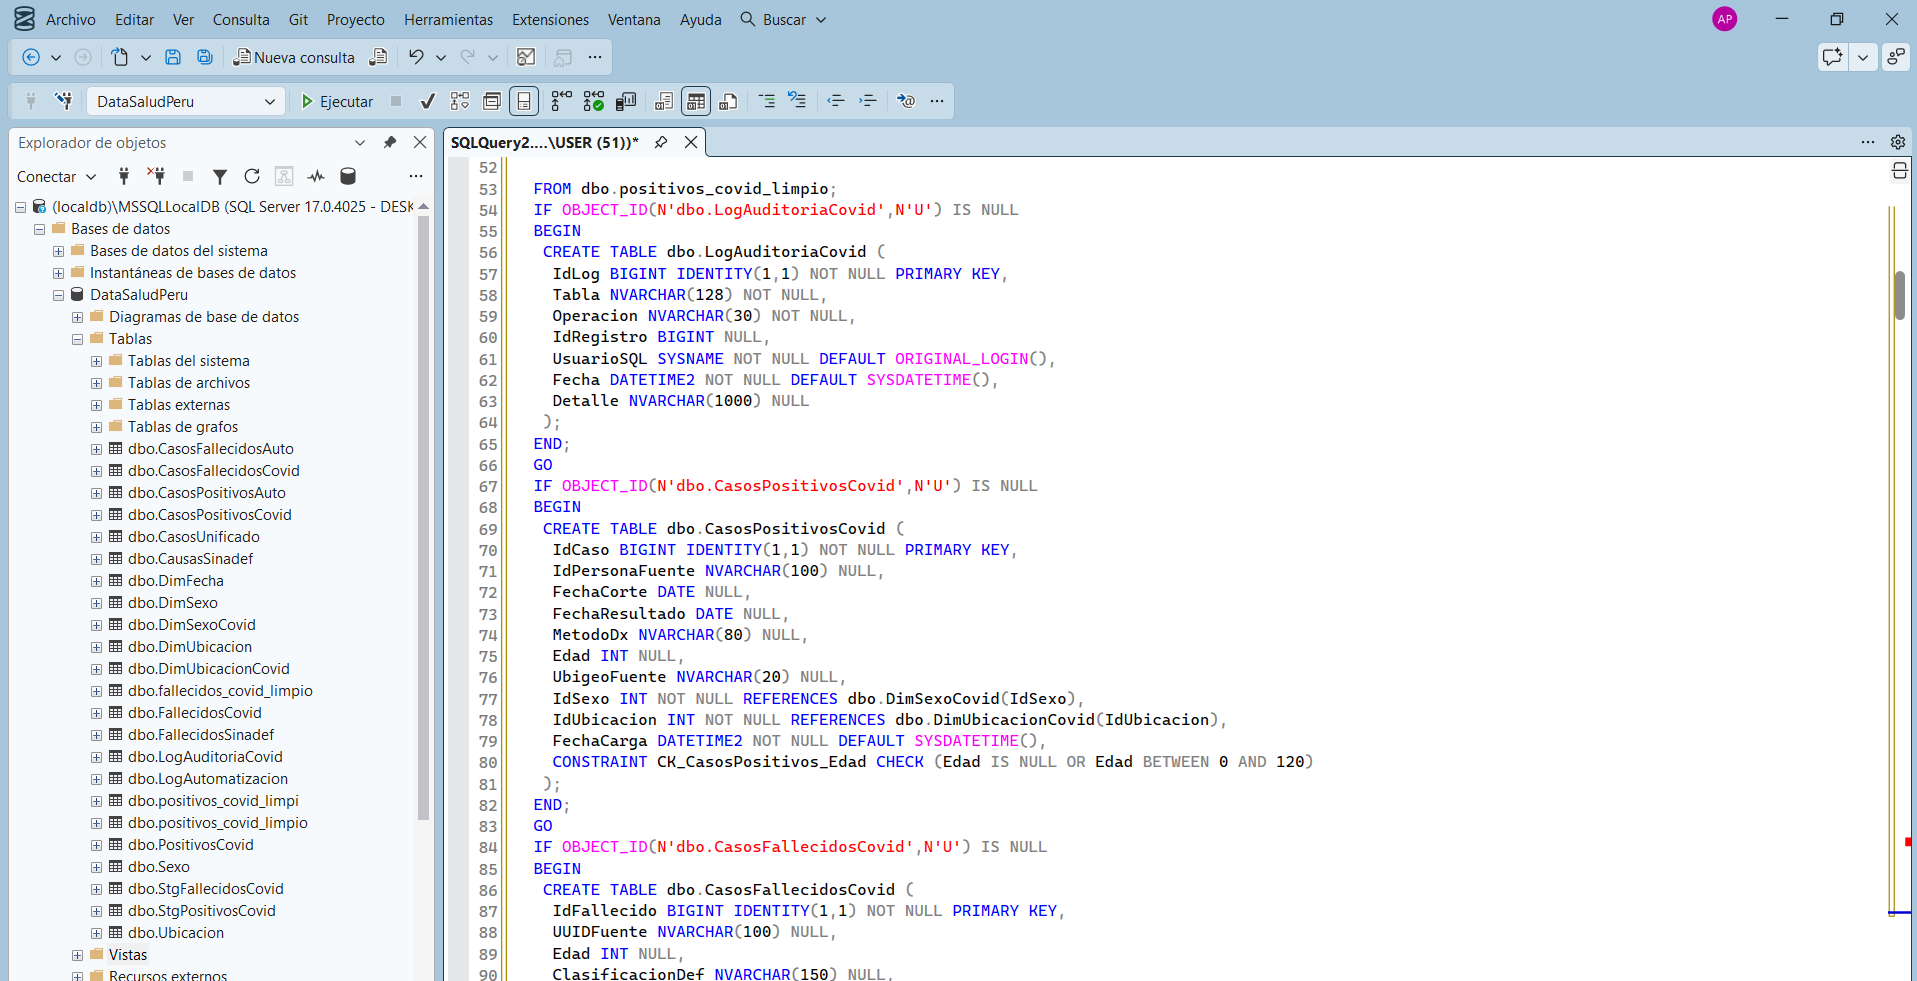 Archivo Editar Ver Consulta Git Proyecto Herramientas Extensiones Ventana Ayuda Buscar
AP
Nueva consulta
DataSaludPeru Ejecutar
Explorador de objetos
Conectar
(localdb)\MSSQLLocalDB (SQL Server 17.0.4025 - DESK
Bases de datos
Bases de datos del sistema
Instantáneas de bases de datos
DataSaludPeru
Diagramas de base de datos
Tablas
Tablas del sistema
Tablas de archivos
Tablas externas
Tablas de grafos
dbo.CasosFallecidosAuto
dbo.CasosFallecidosCovid
dbo.CasosPositivosAuto
dbo.CasosPositivosCovid
dbo.CasosUnificado
dbo.CausasSinadef
dbo.DimFecha
dbo.DimSexo
dbo.DimSexoCovid
dbo.DimUbicacion
dbo.DimUbicacionCovid
dbo.fallecidos_covid_limpio
dbo.FallecidosCovid
dbo.FallecidosSinadef
dbo.LogAuditoriaCovid
dbo.LogAutomatizacion
dbo.positivos_covid_limpi
dbo.positivos_covid_limpio
dbo.PositivosCovid
dbo.Sexo
dbo.StgFallecidosCovid
dbo.StgPositivosCovid
dbo.Ubicacion
Vistas
Recursos externos
SQLQuery2....\USER (51))*
52
53 FROM dbo.positivos_covid_limpio;
54 IF OBJECT_ID(N'dbo.LogAuditoriaCovid',N'U') IS NULL
55 BEGIN
56 CREATE TABLE dbo.LogAuditoriaCovid (
57 IdLog BIGINT IDENTITY(1,1) NOT NULL PRIMARY KEY,
58 Tabla NVARCHAR(128) NOT NULL,
59 Operacion NVARCHAR(30) NOT NULL,
60 IdRegistro BIGINT NULL,
61 UsuarioSQL SYSNAME NOT NULL DEFAULT ORIGINAL_LOGIN(),
62 Fecha DATETIME2 NOT NULL DEFAULT SYSDATETIME(),
63 Detalle NVARCHAR(1000) NULL
64 );
65 END;
66 GO
67 IF OBJECT_ID(N'dbo.CasosPositivosCovid',N'U') IS NULL
68 BEGIN
69 CREATE TABLE dbo.CasosPositivosCovid (
70 IdCaso BIGINT IDENTITY(1,1) NOT NULL PRIMARY KEY,
71 IdPersonaFuente NVARCHAR(100) NULL,
72 FechaCorte DATE NULL,
73 FechaResultado DATE NULL,
74 MetodoDx NVARCHAR(80) NULL,
75 Edad INT NULL,
76 UbigeoFuente NVARCHAR(20) NULL,
77 IdSexo INT NOT NULL REFERENCES dbo.DimSexoCovid(IdSexo),
78 IdUbicacion INT NOT NULL REFERENCES dbo.DimUbicacionCovid(IdUbicacion),
79 FechaCarga DATETIME2 NOT NULL DEFAULT SYSDATETIME(),
80 CONSTRAINT CK_CasosPositivos_Edad CHECK (Edad IS NULL OR Edad BETWEEN 0 AND 120)
81 );
82 END;
83 GO
84 IF OBJECT_ID(N'dbo.CasosFallecidosCovid',N'U') IS NULL
85 BEGIN
86 CREATE TABLE dbo.CasosFallecidosCovid (
87 IdFallecido BIGINT IDENTITY(1,1) NOT NULL PRIMARY KEY,
88 UUIDFuente NVARCHAR(100) NULL,
89 Edad INT NULL,
90 ClasificacionDef NVARCHAR(150) NULL,